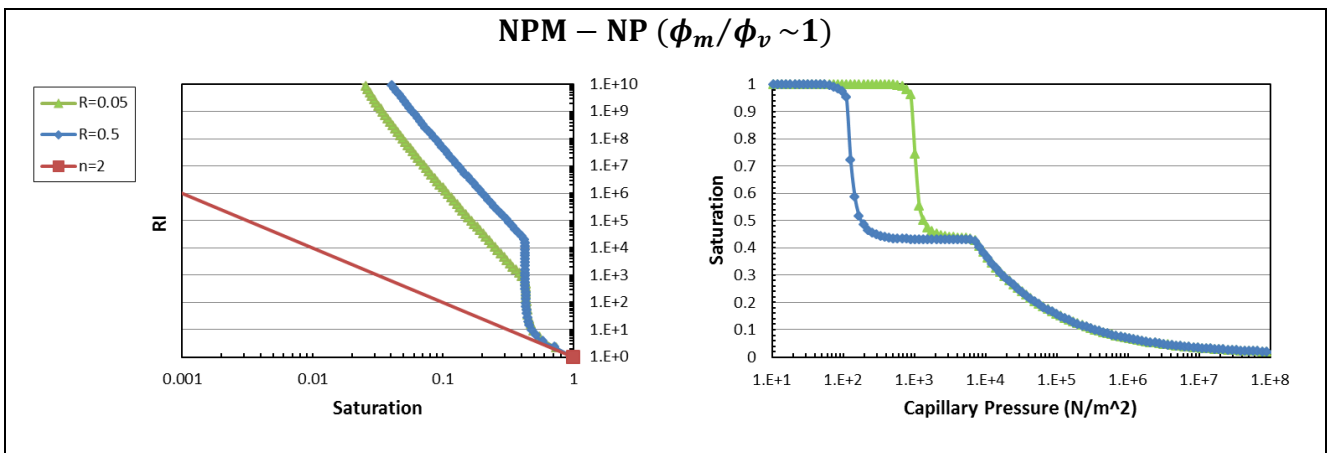 NPM – NP (ϕₘ/ϕᵥ ~1)
R=0.05
R=0.5
n=2
RI
1.E+10
1.E+9
1.E+8
1.E+7
1.E+6
1.E+5
1.E+4
1.E+3
1.E+2
1.E+1
1.E+0
0.001 0.01 0.1 1
Saturation
Saturation
1
0.9
0.8
0.7
0.6
0.5
0.4
0.3
0.2
0.1
0
1.E+1 1.E+2 1.E+3 1.E+4 1.E+5 1.E+6 1.E+7 1.E+8
Capillary Pressure (N/m^2)